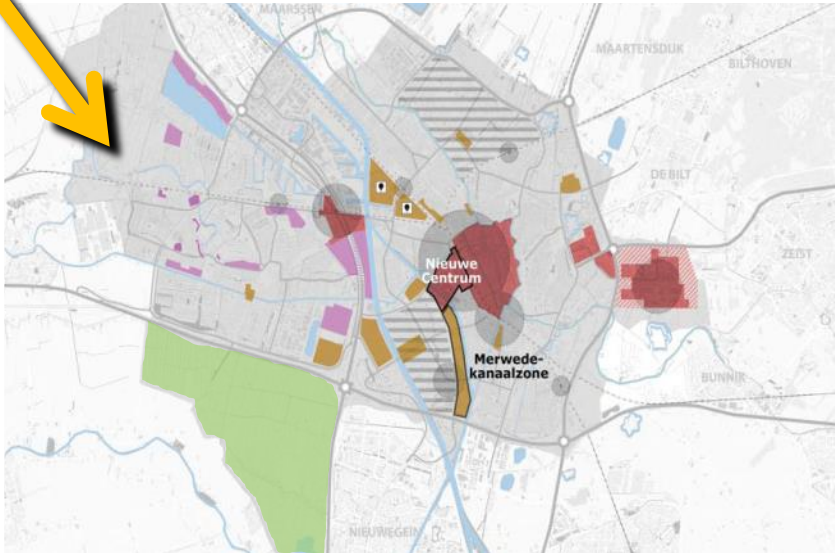 MAARSSEN
MAARTENSDIJK
BILTHOVEN
DE BILT
ZEIST
Nieuwe
Centrum
Merwede-
kanaalzone
BUNNIK
NIEUWEGEIN